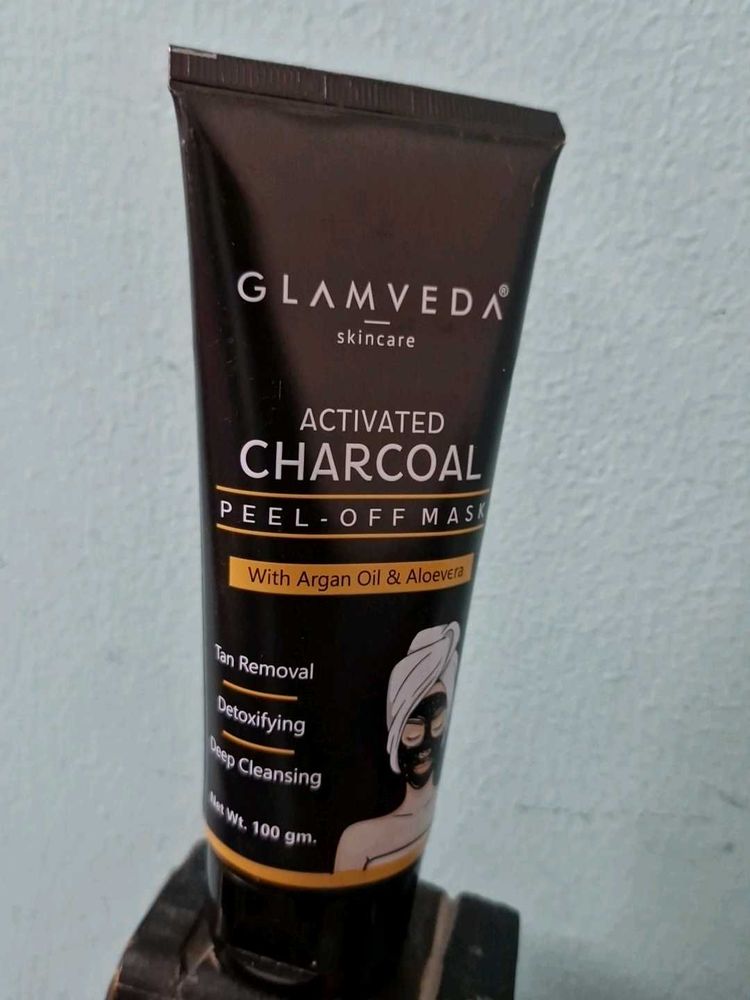 GLAMVEDA®
skincare
ACTIVATED
CHARCOAL
PEEL-OFF MASK
With Argan Oil & Aloevera
Tan Removal
Detoxifying
Deep Cleansing
Net Wt. 100 gm.